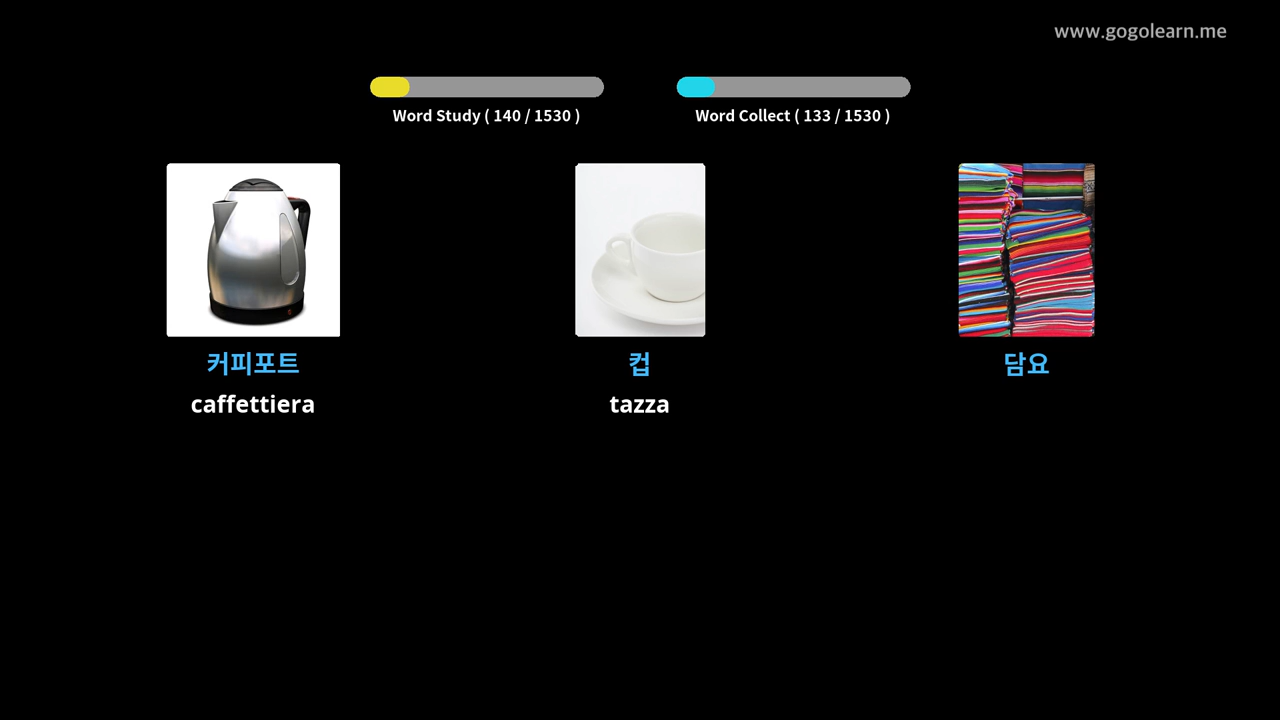 www.gogolearn.me
Word Study ( 140 / 1530 )
Word Collect ( 133 / 1530 )
커피포트
컵
담요
caffettiera
tazza